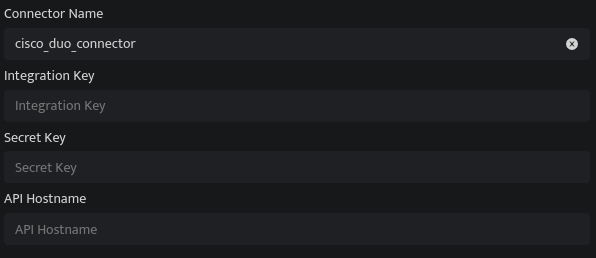 Connector Name
cisco_duo_connector
Integration Key
Integration Key
Secret Key
Secret Key
API Hostname
API Hostname